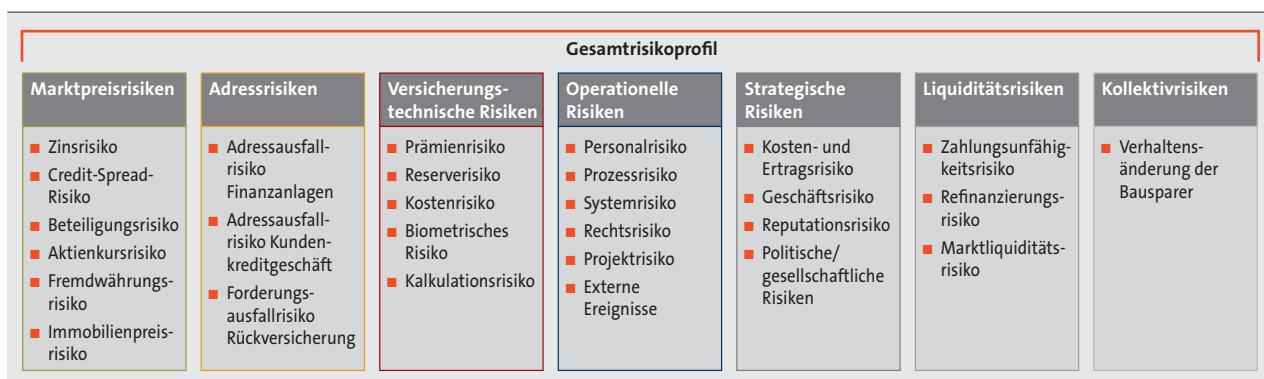 Gesamtrisikoprofil
Marktpreisrisiken
Zinsrisiko
Credit-Spread-
Risiko
Beteiligungsrisiko
Aktienkursrisiko
Fremdwährungs-
risiko
Immobilienpreis-
risiko
Adressrisiken
Adressausfall-
risiko
Finanzanlagen
Adressausfall-
risiko Kunden-
kreditgeschäft
Forderungs-
ausfallrisiko
Rückversicherung
Versicherungs-
technische Risiken
Prämienrisiko
Reserverisiko
Kostenrisiko
Biometrisches
Risiko
Kalkulationsrisiko
Operationelle
Risiken
Personalrisiko
Prozessrisiko
Systemrisiko
Rechtsrisiko
Projektrisiko
Externe
Ereignisse
Strategische
Risiken
Kosten- und
Ertragsrisiko
Geschäftsrisiko
Reputationsrisiko
Politische/
gesellschaftliche
Risiken
Liquiditätsrisiken
Zahlungsunfähig-
keitsrisiko
Refinanzierungs-
risiko
Marktliquiditäts-
risiko
Kollektivrisiken
Verhaltens-
änderung der
Bausparer